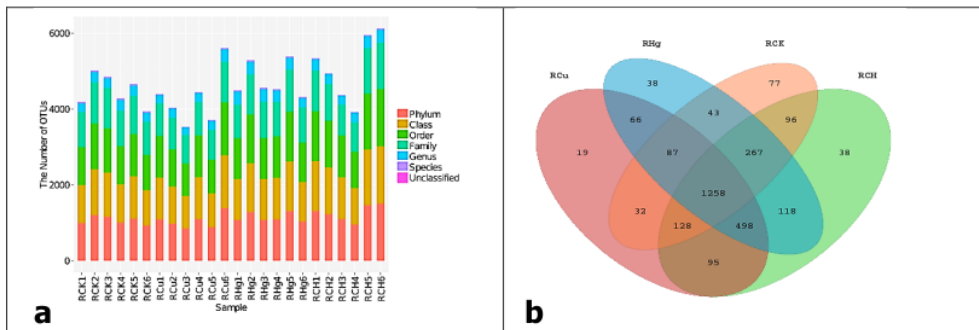 6000
4000
2000
0
The Number of OTUs
Phylum
Class
Order
Family
Genus
Species
Unclassified
RCK1
RCK2
RCK3
RCK4
RCK5
RCK6
RCu1
RCu2
RCu3
RCu4
RCu5
RCu6
RHg1
RHg2
RHg3
RHg4
RHg5
RHg6
RCH1
RCH2
RCH3
RCH4
RCH5
RCH6
Sample
a
RCu
RHg
RCK
RCH
38
77
66
43
96
19
87
267
38
1258
32
128
498
118
95
b